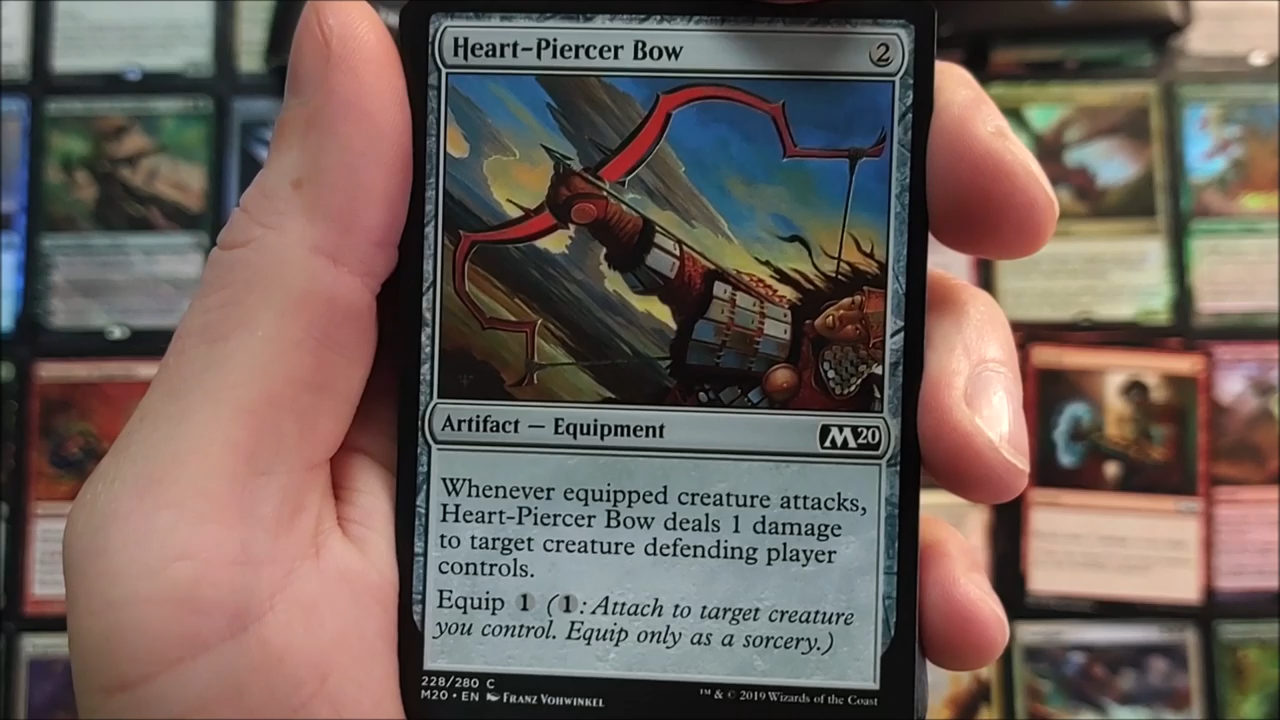 Heart-Piercer Bow 2
Artifact — Equipment M20
Whenever equipped creature attacks,
Heart-Piercer Bow deals 1 damage
to target creature defending player
controls.
Equip 1 (1: Attach to target creature
you control. Equip only as a sorcery.)
228/280 C
M20 • EN Franz Vohwinkel ™ & © 2019 Wizards of the Coast